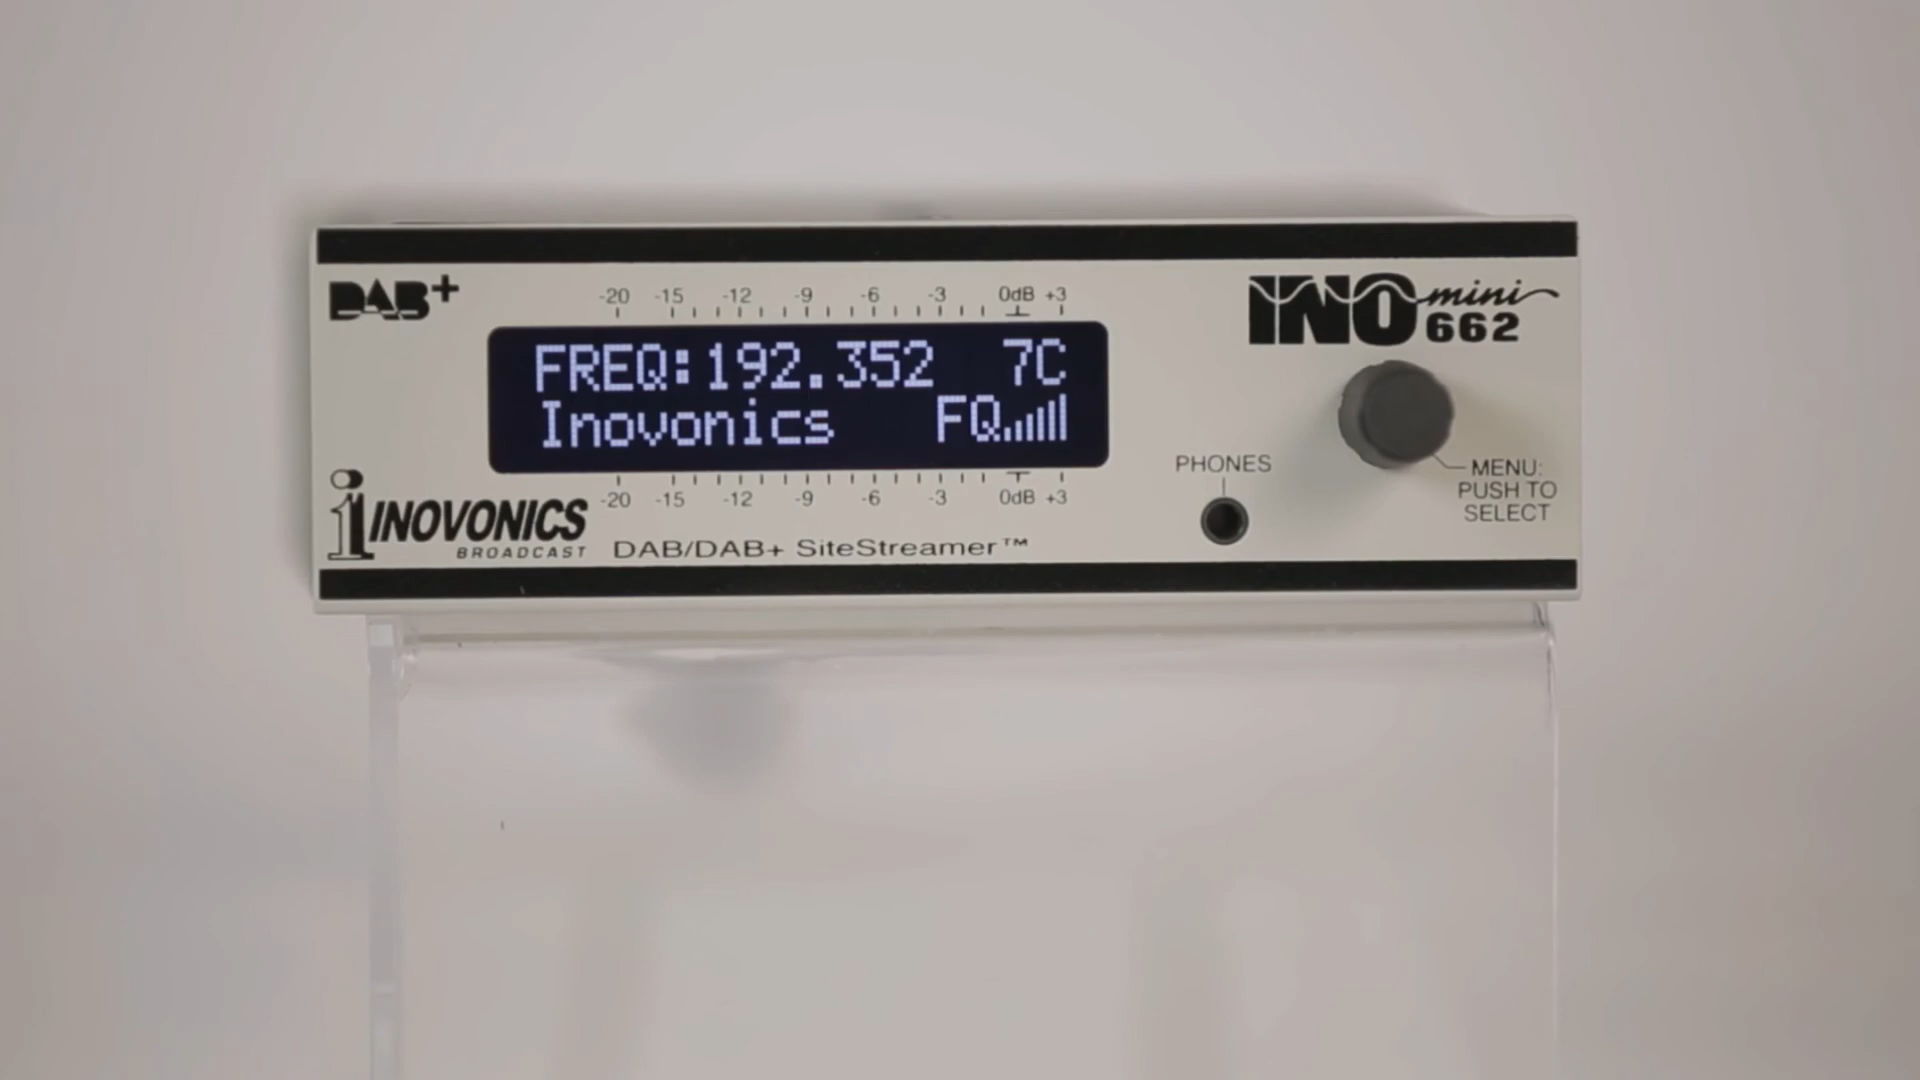 DAB+
-20 -15 -12 -9 -6 -3 0dB +3
INO mini
662
FREQ:192.352 7C
Inovonics FQ
PHONES
MENU:
PUSH TO
SELECT
-20 -15 -12 -9 -6 -3 0dB +3
i INOVONICS
BROADCAST
DAB/DAB+ SiteStreamer™